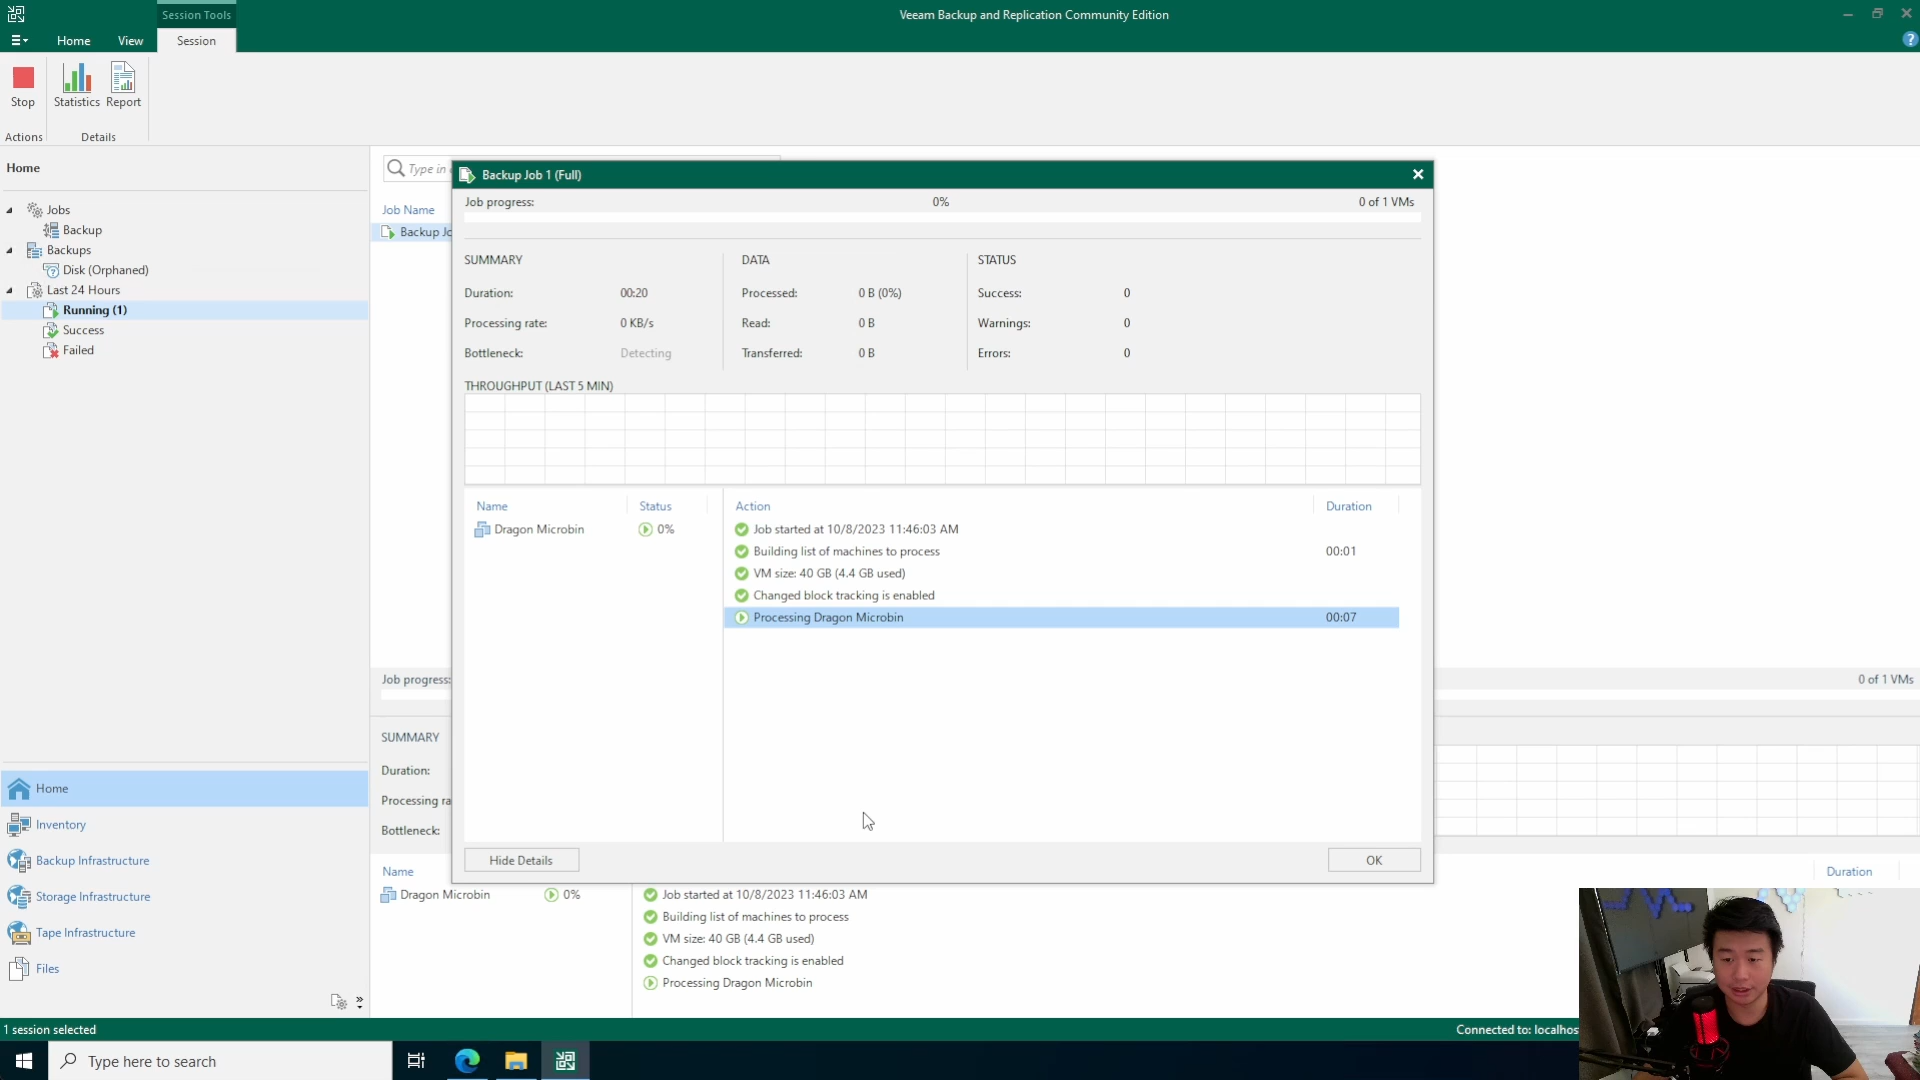 Session Tools
Veeam Backup and Replication Community Edition
Home
View
Session
?
Stop
Statistics
Report
Actions
Details
Home
Type in
Jobs
Backup
Backups
Disk (Orphaned)
Last 24 Hours
Running (1)
Success
Failed
Job Name
Backup Jo
Backup Job 1 (Full)
Job progress:
0%
0 of 1 VMs
SUMMARY
Duration:
00:20
Processing rate:
0 KB/s
Bottleneck:
Detecting
DATA
Processed:
0 B (0%)
Read:
0 B
Transferred:
0 B
STATUS
Success:
0
Warnings:
0
Errors:
0
THROUGHPUT (LAST 5 MIN)
Name
Status
Action
Duration
Dragon Microbin
0%
Job started at 10/8/2023 11:46:03 AM
Building list of machines to process
00:01
VM size: 40 GB (4.4 GB used)
Changed block tracking is enabled
Processing Dragon Microbin
00:07
Hide Details
OK
Job progress:
0 of 1 VMs
SUMMARY
Duration:
Processing ra
Bottleneck:
Name
Duration
Dragon Microbin
0%
Job started at 10/8/2023 11:46:03 AM
Building list of machines to process
VM size: 40 GB (4.4 GB used)
Changed block tracking is enabled
Processing Dragon Microbin
Home
Inventory
Backup Infrastructure
Storage Infrastructure
Tape Infrastructure
Files
1 session selected
Connected to: localhos
Type here to search